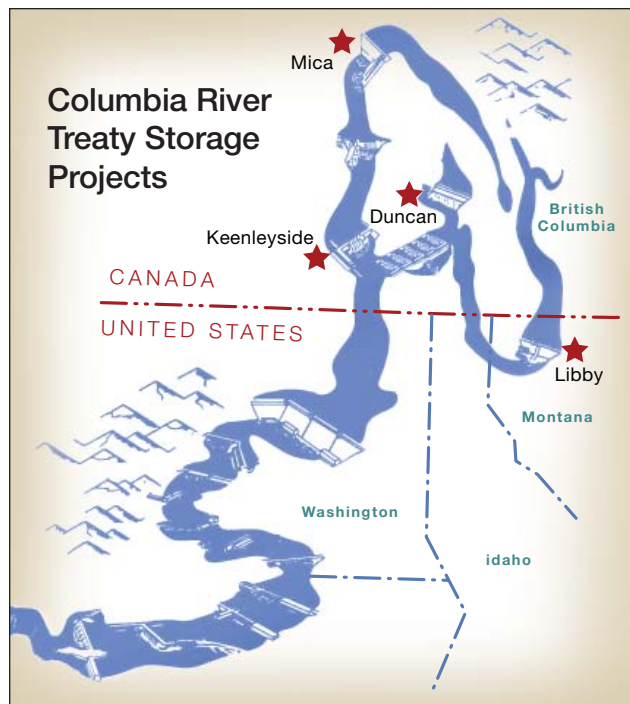 Columbia River
Treaty Storage
Projects
Mica
Duncan
British
Columbia
Keenleyside
CANADA
UNITED STATES
Libby
Montana
Washington
idaho